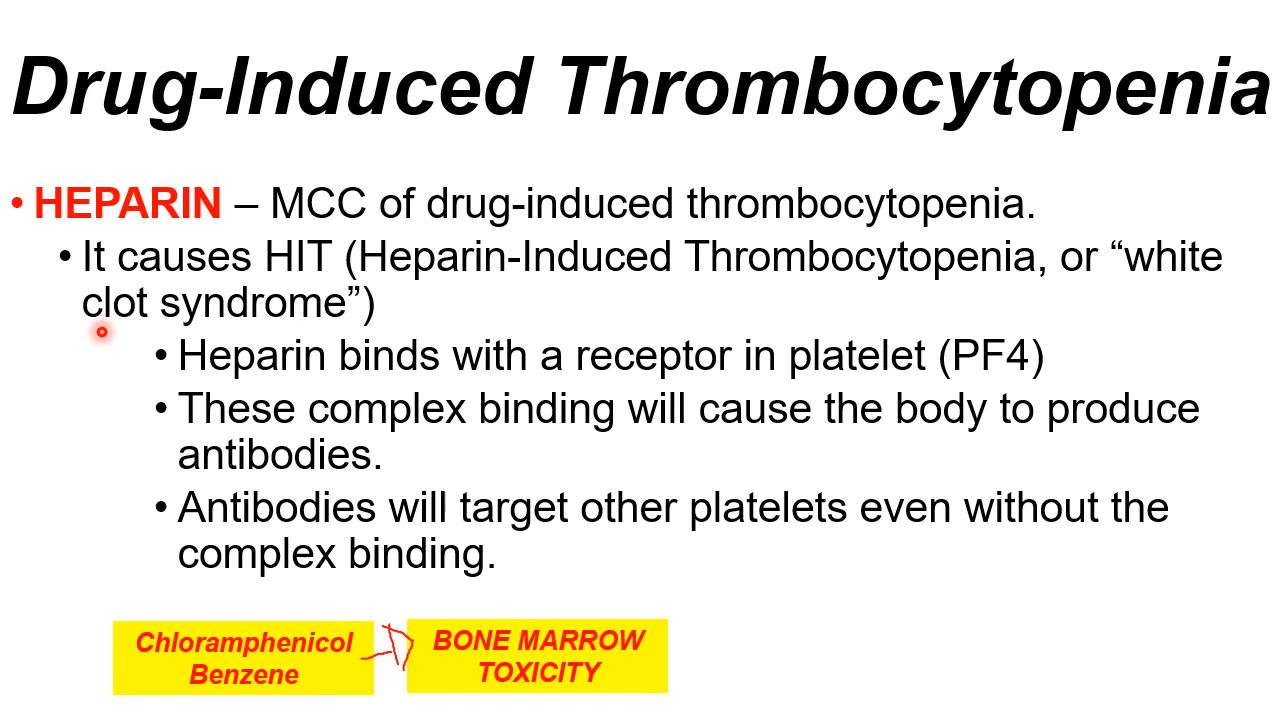 Drug-Induced Thrombocytopenia
• HEPARIN – MCC of drug-induced thrombocytopenia.
• It causes HIT (Heparin-Induced Thrombocytopenia, or “white
clot syndrome”)
• Heparin binds with a receptor in platelet (PF4)
• These complex binding will cause the body to produce
antibodies.
• Antibodies will target other platelets even without the
complex binding.
Chloramphenicol
Benzene
BONE MARROW
TOXICITY